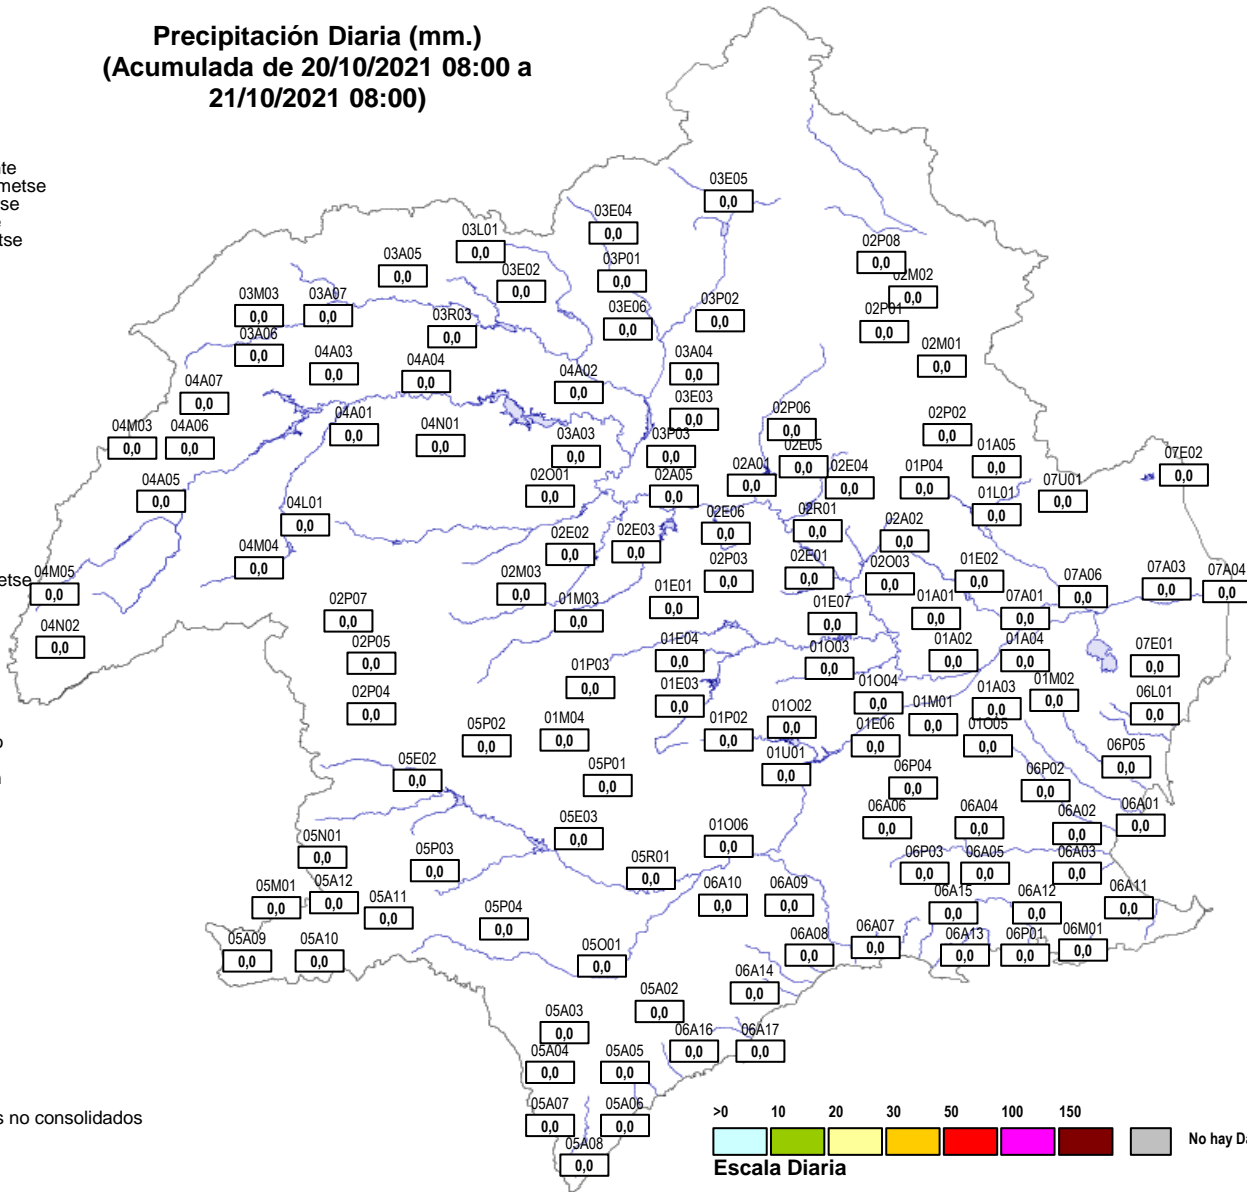 Precipitación Diaria (mm.)
(Acumulada de 20/10/2021 08:00 a
21/10/2021 08:00)
03E05
0,0
03E04
0,0
03L01
0,0
02P08
0,0
03A05
0,0
03P01
0,0
03E02
0,0
02M02
0,0
03M03
0,0
03A07
0,0
03P02
0,0
03E06
0,0
02P01
0,0
03R03
0,0
03A06
0,0
02M01
0,0
04A03
0,0
04A04
0,0
03A04
0,0
04A02
0,0
04A07
0,0
03E03
0,0
02P06
0,0
04A01
0,0
02P02
0,0
04M03
0,0
04A06
0,0
04N01
0,0
03A03
0,0
03P03
0,0
02E05
0,0
01A05
0,0
07E02
0,0
02A01
0,0
02E04
0,0
01P04
0,0
02O01
0,0
02A05
0,0
04A05
0,0
07U01
0,0
01L01
0,0
04L01
0,0
02R01
0,0
02E06
0,0
02A02
0,0
02E02
0,0
02E03
0,0
04M04
0,0
02P03
0,0
02E01
0,0
02O03
0,0
01E02
0,0
07A03
0,0
07A04
0,0
metse
04M05
0,0
02M03
0,0
07A06
0,0
01E01
0,0
01M03
0,0
02P07
0,0
01E07
0,0
01A01
0,0
07A01
0,0
04N02
0,0
02P05
0,0
01E04
0,0
01O03
0,0
01A02
0,0
01A04
0,0
07E01
0,0
01P03
0,0
01E03
0,0
01O04
0,0
01A03
0,0
01M02
0,0
02P04
0,0
06L01
0,0
01M01
0,0
01O02
0,0
05P02
0,0
01M04
0,0
01P02
0,0
01E06
0,0
01O05
0,0
05E02
0,0
05P01
0,0
01U01
0,0
06P04
0,0
06P02
0,0
06P05
0,0
06A06
0,0
06A04
0,0
06A02
0,0
06A01
0,0
05E03
0,0
01O06
0,0
05N01
0,0
05P03
0,0
05R01
0,0
06P03
0,0
06A05
0,0
06A03
0,0
05M01
0,0
05A12
0,0
05A11
0,0
06A10
0,0
06A09
0,0
06A15
0,0
06A12
0,0
06A11
0,0
05P04
0,0
05A09
0,0
05A10
0,0
05O01
0,0
06A08
0,0
06A07
0,0
06A13
0,0
06P01
0,0
06M01
0,0
06A14
0,0
05A02
0,0
05A03
0,0
06A16
0,0
06A17
0,0
05A04
0,0
05A05
0,0
05A07
0,0
05A06
0,0
05A08
0,0
s no consolidados
>0 10 20 30 50 100 150
No hay Da
Escala Diaria